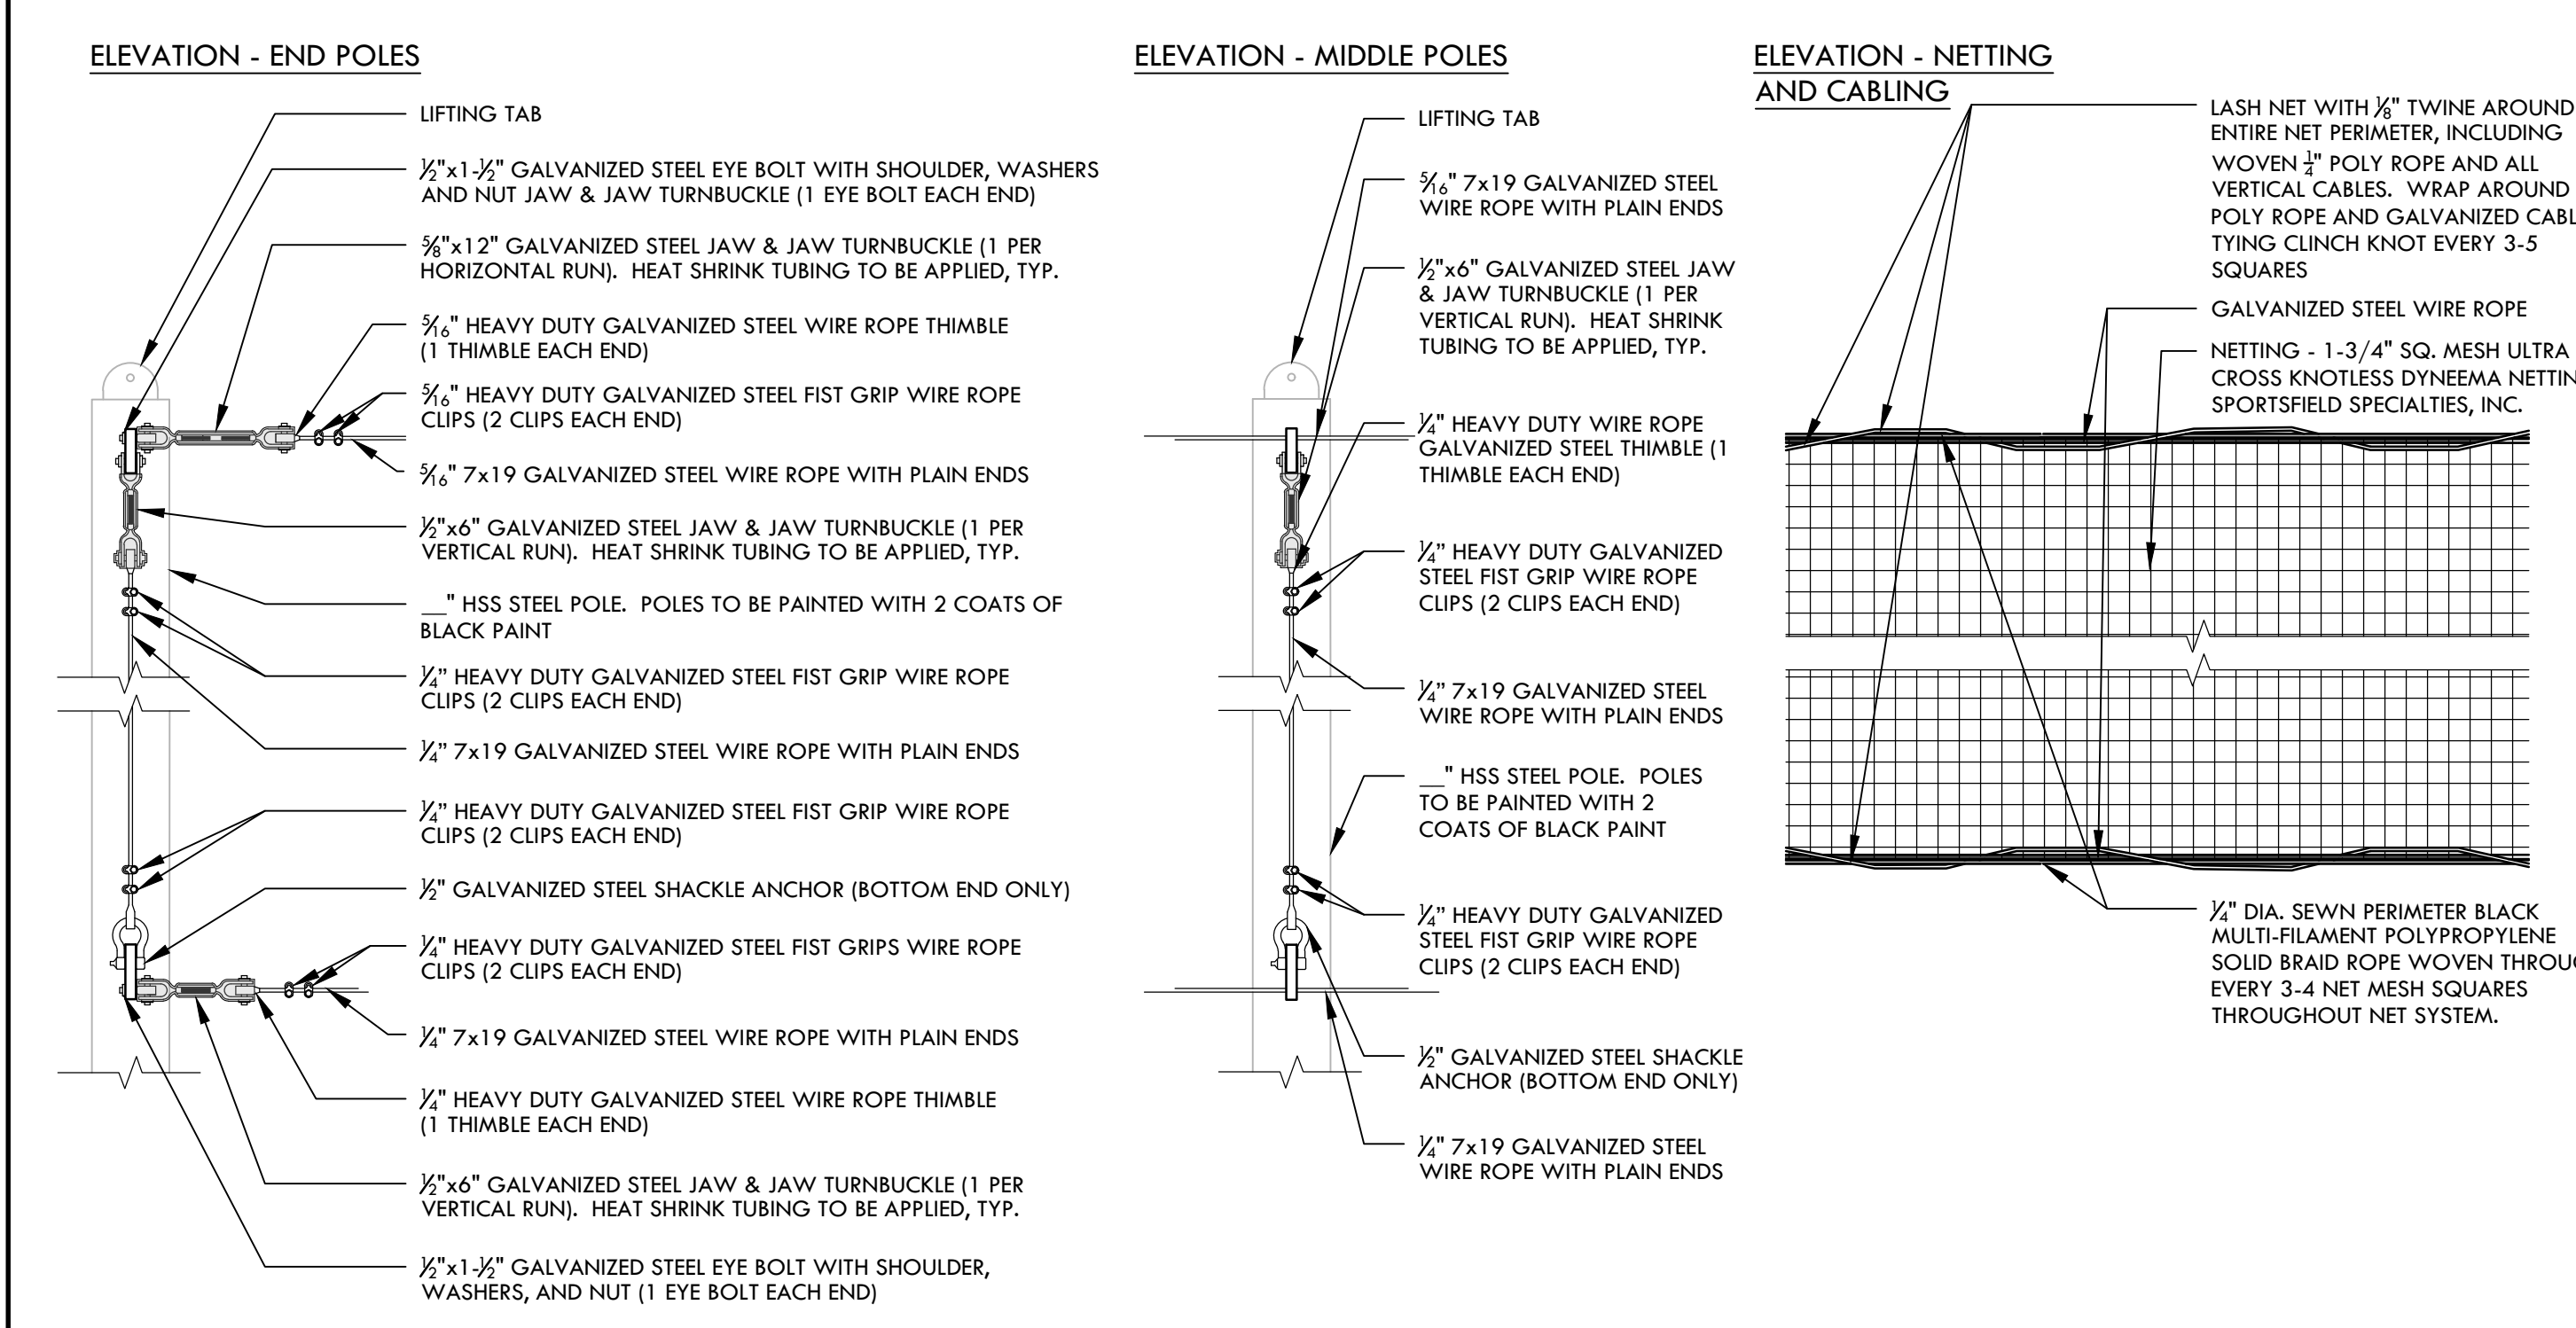 ELEVATION - END POLES
LIFTING TAB
½"x1-½" GALVANIZED STEEL EYE BOLT WITH SHOULDER, WASHERS
AND NUT JAW & JAW TURNBUCKLE (1 EYE BOLT EACH END)
⅝"x12" GALVANIZED STEEL JAW & JAW TURNBUCKLE (1 PER
HORIZONTAL RUN). HEAT SHRINK TUBING TO BE APPLIED, TYP.
5/16" HEAVY DUTY GALVANIZED STEEL WIRE ROPE THIMBLE
(1 THIMBLE EACH END)
5/16" HEAVY DUTY GALVANIZED STEEL FIST GRIP WIRE ROPE
CLIPS (2 CLIPS EACH END)
5/16" 7x19 GALVANIZED STEEL WIRE ROPE WITH PLAIN ENDS
½"x6" GALVANIZED STEEL JAW & JAW TURNBUCKLE (1 PER
VERTICAL RUN). HEAT SHRINK TUBING TO BE APPLIED, TYP.
__" HSS STEEL POLE. POLES TO BE PAINTED WITH 2 COATS OF
BLACK PAINT
¼" HEAVY DUTY GALVANIZED STEEL FIST GRIP WIRE ROPE
CLIPS (2 CLIPS EACH END)
¼" 7x19 GALVANIZED STEEL WIRE ROPE WITH PLAIN ENDS
¼" HEAVY DUTY GALVANIZED STEEL FIST GRIP WIRE ROPE
CLIPS (2 CLIPS EACH END)
½" GALVANIZED STEEL SHACKLE ANCHOR (BOTTOM END ONLY)
¼" HEAVY DUTY GALVANIZED STEEL FIST GRIPS WIRE ROPE
CLIPS (2 CLIPS EACH END)
¼" 7x19 GALVANIZED STEEL WIRE ROPE WITH PLAIN ENDS
¼" HEAVY DUTY GALVANIZED STEEL WIRE ROPE THIMBLE
(1 THIMBLE EACH END)
½"x6" GALVANIZED STEEL JAW & JAW TURNBUCKLE (1 PER
VERTICAL RUN). HEAT SHRINK TUBING TO BE APPLIED, TYP.
½"x1-½" GALVANIZED STEEL EYE BOLT WITH SHOULDER,
WASHERS, AND NUT (1 EYE BOLT EACH END)
ELEVATION - MIDDLE POLES
LIFTING TAB
5/16" 7x19 GALVANIZED STEEL
WIRE ROPE WITH PLAIN ENDS
½"x6" GALVANIZED STEEL JAW
& JAW TURNBUCKLE (1 PER
VERTICAL RUN). HEAT SHRINK
TUBING TO BE APPLIED, TYP.
¼" HEAVY DUTY WIRE ROPE
GALVANIZED STEEL THIMBLE (1
THIMBLE EACH END)
¼" HEAVY DUTY GALVANIZED
STEEL FIST GRIP WIRE ROPE
CLIPS (2 CLIPS EACH END)
¼" 7x19 GALVANIZED STEEL
WIRE ROPE WITH PLAIN ENDS
__" HSS STEEL POLE. POLES
TO BE PAINTED WITH 2
COATS OF BLACK PAINT
¼" HEAVY DUTY GALVANIZED
STEEL FIST GRIP WIRE ROPE
CLIPS (2 CLIPS EACH END)
½" GALVANIZED STEEL SHACKLE
ANCHOR (BOTTOM END ONLY)
¼" 7x19 GALVANIZED STEEL
WIRE ROPE WITH PLAIN ENDS
ELEVATION - NETTING
AND CABLING
LASH NET WITH ⅛" TWINE AROUND
ENTIRE NET PERIMETER, INCLUDING
WOVEN ¼" POLY ROPE AND ALL
VERTICAL CABLES. WRAP AROUND
POLY ROPE AND GALVANIZED CABL
TYING CLINCH KNOT EVERY 3-5
SQUARES
GALVANIZED STEEL WIRE ROPE
NETTING - 1-3/4" SQ. MESH ULTRA
CROSS KNOTLESS DYNEEMA NETTIN
SPORTSFIELD SPECIALTIES, INC.
¼" DIA. SEWN PERIMETER BLACK
MULTI-FILAMENT POLYPROPYLENE
SOLID BRAID ROPE WOVEN THROU
EVERY 3-4 NET MESH SQUARES
THROUGHOUT NET SYSTEM.